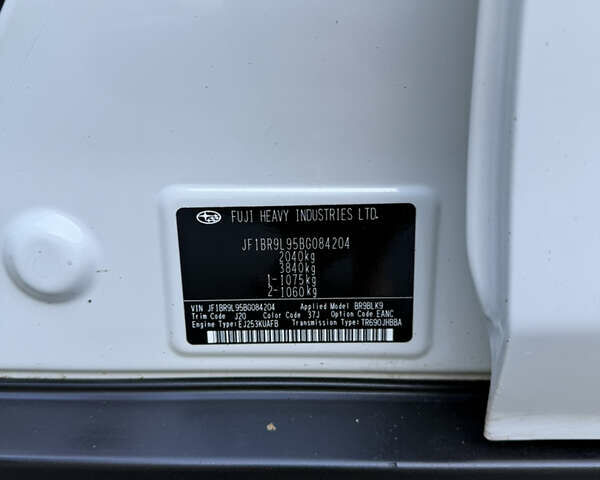 FUJI HEAVY INDUSTRIES LTD.
JF1BR9L95BG084204
2040kg
3840kg
1-1075kg
2-1060kg
VIN JF1BR9L95BG084204 Applied Model BR9BLK9
Trim Code J20 Color Code 37J Option Code EANC
Engine Type:EJ253KUAFB Transmission Type:TR690JHBBA